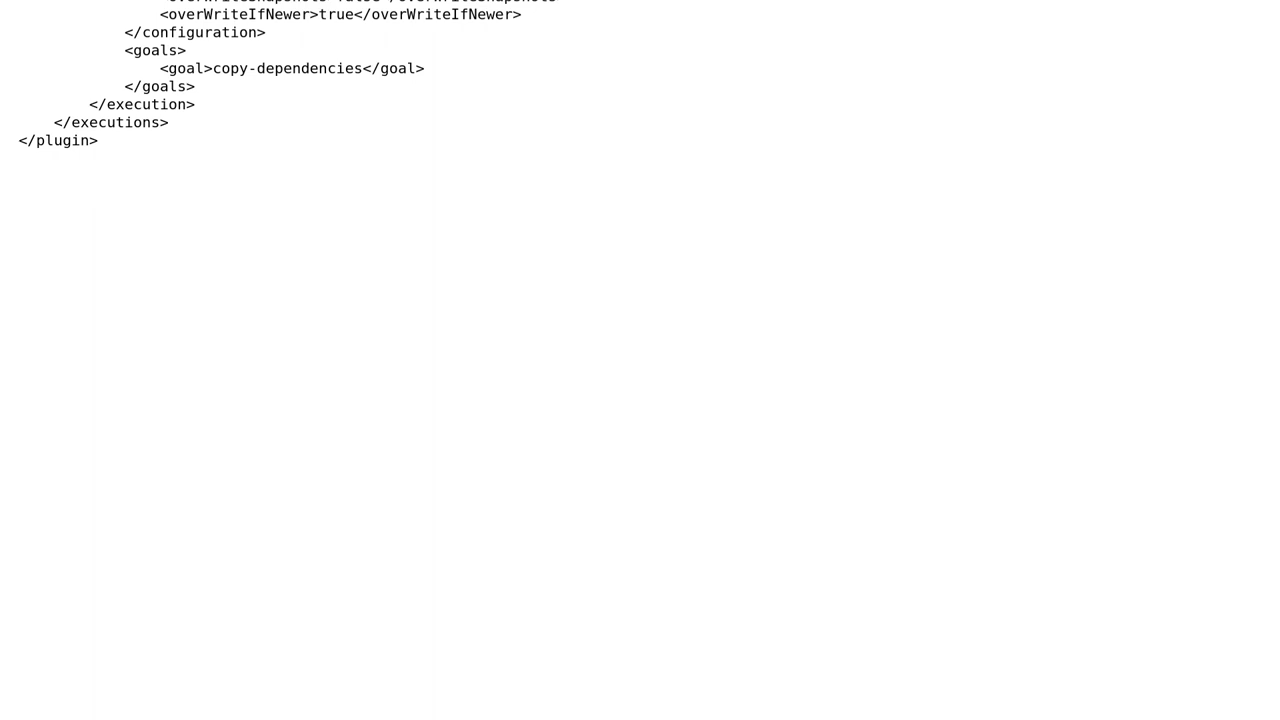 <overWriteIfNewer>true</overWriteIfNewer>
</configuration>
<goals>
<goal>copy-dependencies</goal>
</goals>
</execution>
</executions>
</plugin>